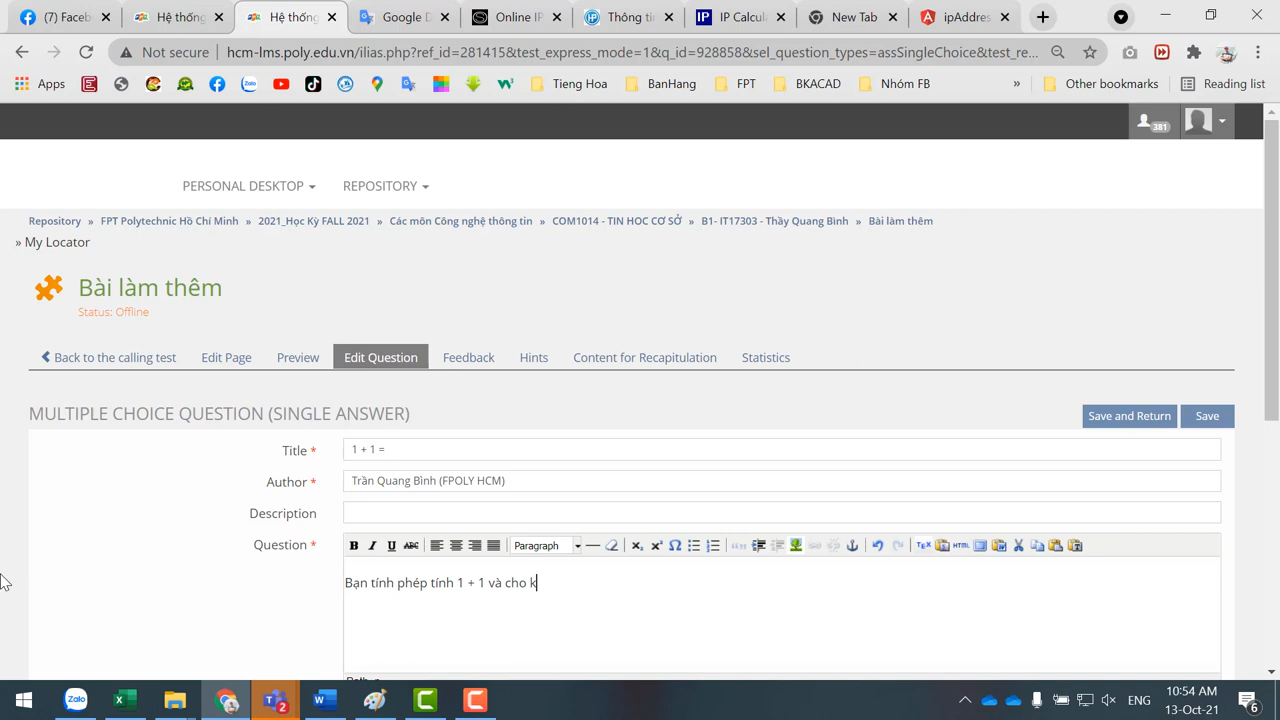 (7) Faceb
Hệ thống
Hệ thống
Google D
Online IP
Thông ti
IP Calcul
New Tab
ipAddres
Not secure
hcm-lms.poly.edu.vn/ilias.php?ref_id=281415&test_express_mode=1&q_id=928858&sel_question_types=assSingleChoice&test_re...
Apps
Tieng Hoa
BanHang
FPT
BKACAD
Nhóm FB
»
Other bookmarks
Reading list
381
PERSONAL DESKTOP
REPOSITORY
Repository » FPT Polytechnic Hồ Chí Minh » 2021_Học Kỳ FALL 2021 » Các môn Công nghệ thông tin » COM1014 - TIN HOC CƠ SỞ » B1- IT17303 - Thầy Quang Bình » Bài làm thêm
» My Locator
Bài làm thêm
Status: Offline
Back to the calling test
Edit Page
Preview
Edit Question
Feedback
Hints
Content for Recapitulation
Statistics
MULTIPLE CHOICE QUESTION (SINGLE ANSWER)
Save and Return
Save
Title *
1 + 1 =
Author *
Trần Quang Bình (FPOLY HCM)
Description
Question *
B I U ABC
Paragraph
TEX
HTML
Bạn tính phép tính 1 + 1 và cho k
ENG
10:54 AM
13-Oct-21
6
2